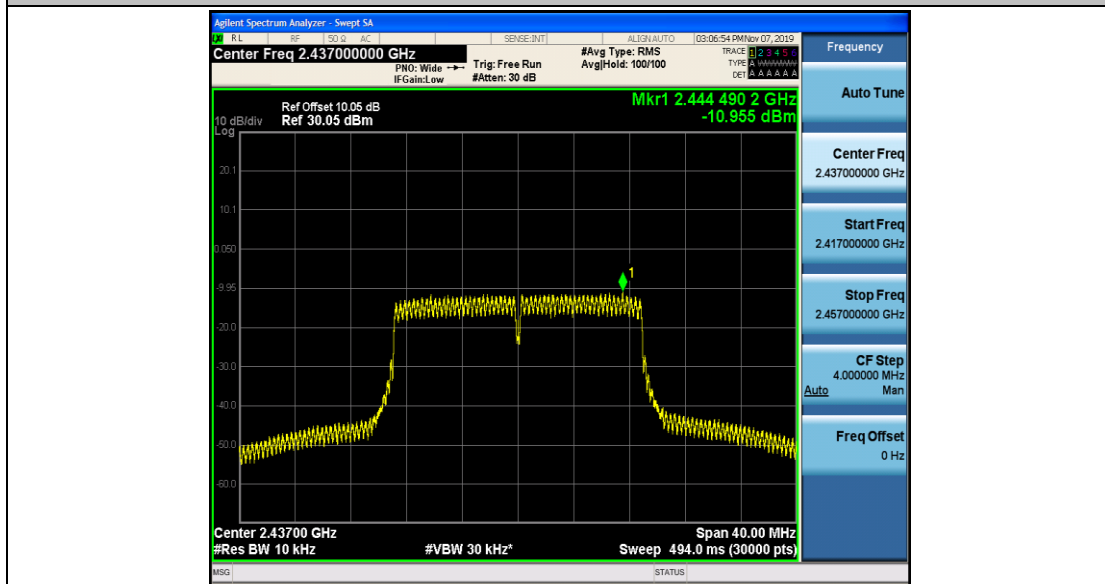 Agilent Spectrum Analyzer - Swept SA
RL RF 50 Ω AC SENSE:INT ALIGN AUTO 03:06:54 PM Nov 07, 2019
Center Freq 2.437000000 GHz
#Avg Type: RMS
TRACE 1 2 3 4 5 6
PNO: Wide
Trig: Free Run
Avg|Hold: 100/100
TYPE A
IFGain:Low
#Atten: 30 dB
DET A A A A A A
Mkr1 2.444 490 2 GHz
-10.955 dBm
Ref Offset 10.05 dB
10 dB/div
Ref 30.05 dBm
Log
20.1
10.1
0.050
-9.95
-20.0
-30.0
-40.0
-50.0
-60.0
1
Center 2.43700 GHz
Span 40.00 MHz
#Res BW 10 kHz
#VBW 30 kHz*
Sweep 494.0 ms (30000 pts)
MSG
STATUS
Frequency
Auto Tune
Center Freq
2.437000000 GHz
Start Freq
2.417000000 GHz
Stop Freq
2.457000000 GHz
CF Step
4.000000 MHz
Auto Man
Freq Offset
0 Hz